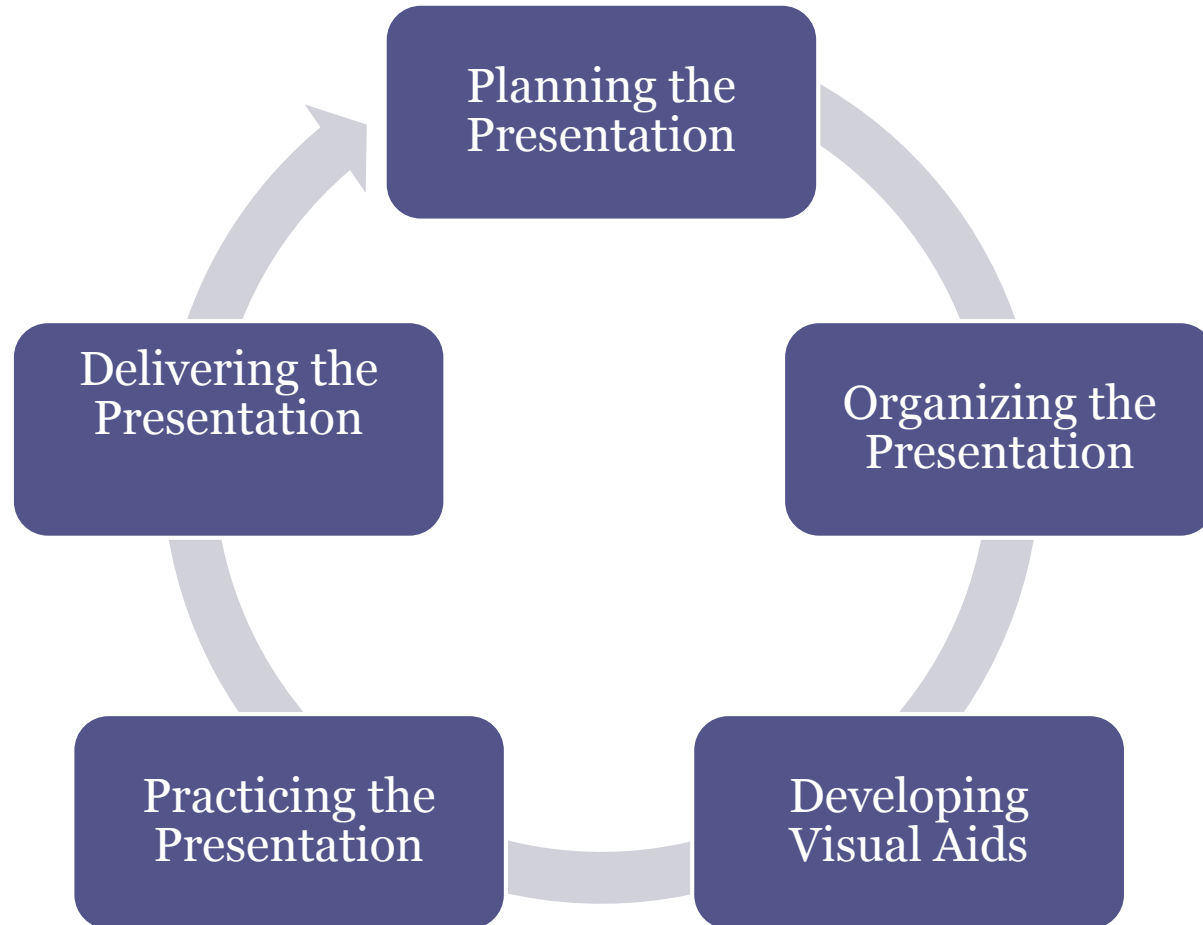 Planning the
Presentation
Organizing the
Presentation
Developing
Visual Aids
Practicing the
Presentation
Delivering the
Presentation